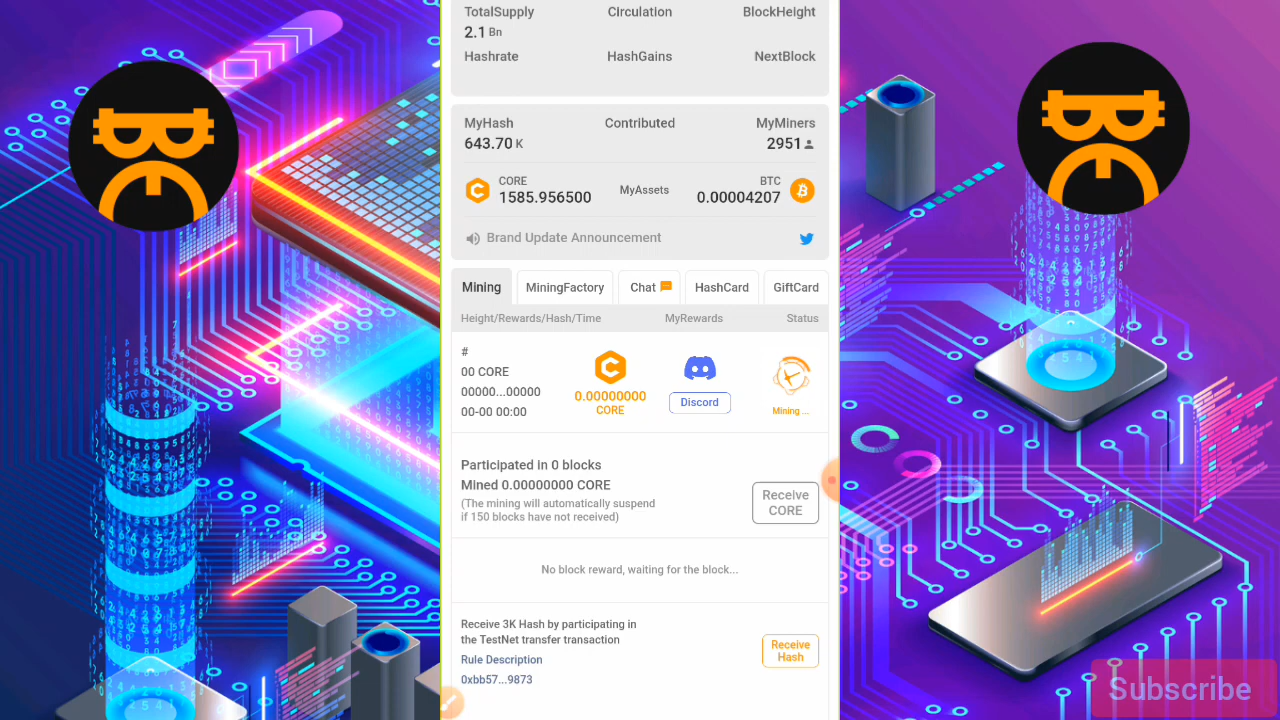 TotalSupply Circulation BlockHeight
2.1 Bn
Hashrate HashGains NextBlock
MyHash Contributed MyMiners
643.70 K 2951
CORE BTC
1585.956500 MyAssets 0.00004207
Brand Update Announcement
Mining MiningFactory Chat HashCard GiftCard
Height/Rewards/Hash/Time MyRewards Status
#
00 CORE
00000...00000
00-00 00:00
0.00000000
CORE
Discord
Mining ...
Participated in 0 blocks
Mined 0.00000000 CORE
(The mining will automatically suspend
if 150 blocks have not received)
Receive
CORE
No block reward, waiting for the block...
Receive 3K Hash by participating in
the TestNet transfer transaction
Rule Description
0xbb57...9873
Receive
Hash
Subscribe